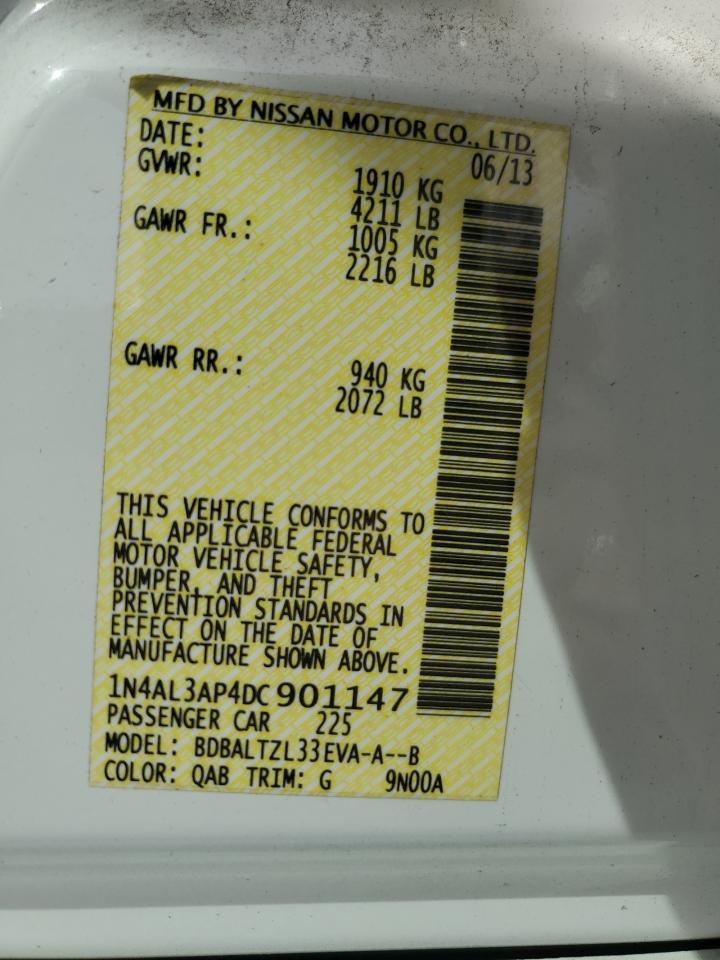 MFD BY NISSAN MOTOR CO., LTD.
DATE: 06/13
GVWR: 1910 KG
4211 LB
GAWR FR.: 1005 KG
2216 LB
GAWR RR.: 940 KG
2072 LB
THIS VEHICLE CONFORMS TO
ALL APPLICABLE FEDERAL
MOTOR VEHICLE SAFETY,
BUMPER, AND THEFT
PREVENTION STANDARDS IN
EFFECT ON THE DATE OF
MANUFACTURE SHOWN ABOVE.
1N4AL3AP4DC901147
PASSENGER CAR 225
MODEL: BDBALTZL33EVA-A--B
COLOR: QAB TRIM: G 9N00A